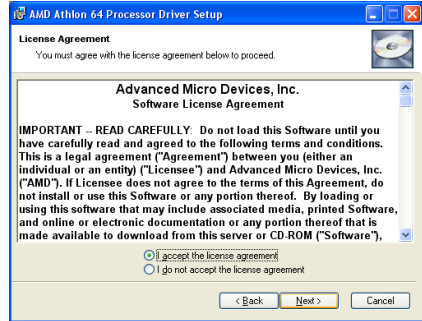 AMD Athlon 64 Processor Driver Setup
License Agreement
You must agree with the license agreement below to proceed.
Advanced Micro Devices, Inc.
Software License Agreement
IMPORTANT -- READ CAREFULLY: Do not load this Software until you
have carefully read and agreed to the following terms and conditions.
This is a legal agreement ("Agreement") between you (either an
individual or an entity) ("Licensee") and Advanced Micro Devices, Inc.
("AMD"). If Licensee does not agree to the terms of this Agreement, do
not install or use this Software or any portion thereof. By loading or
using this software that may include associated media, printed Software,
and online or electronic documentation or any portion thereof that is
made available to download from this server or CD-ROM ("Software"),
I accept the license agreement
I do not accept the license agreement
< Back Next > Cancel